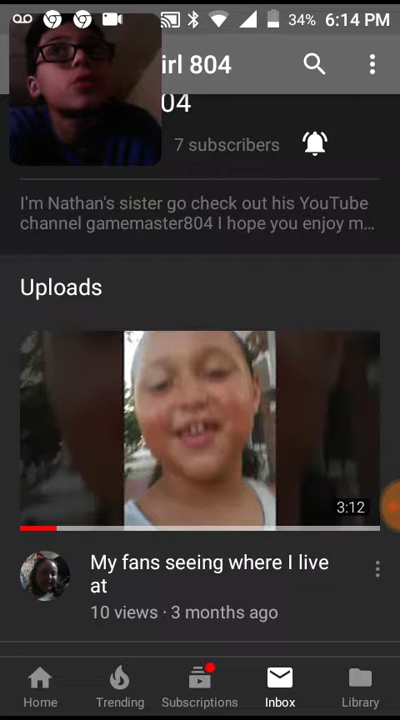 34% 6:14 PM
irl 804
04
7 subscribers
I'm Nathan's sister go check out his YouTube
channel gamemaster804 I hope you enjoy m...
Uploads
3:12
My fans seeing where I live
at
10 views · 3 months ago
Home Trending Subscriptions Inbox Library